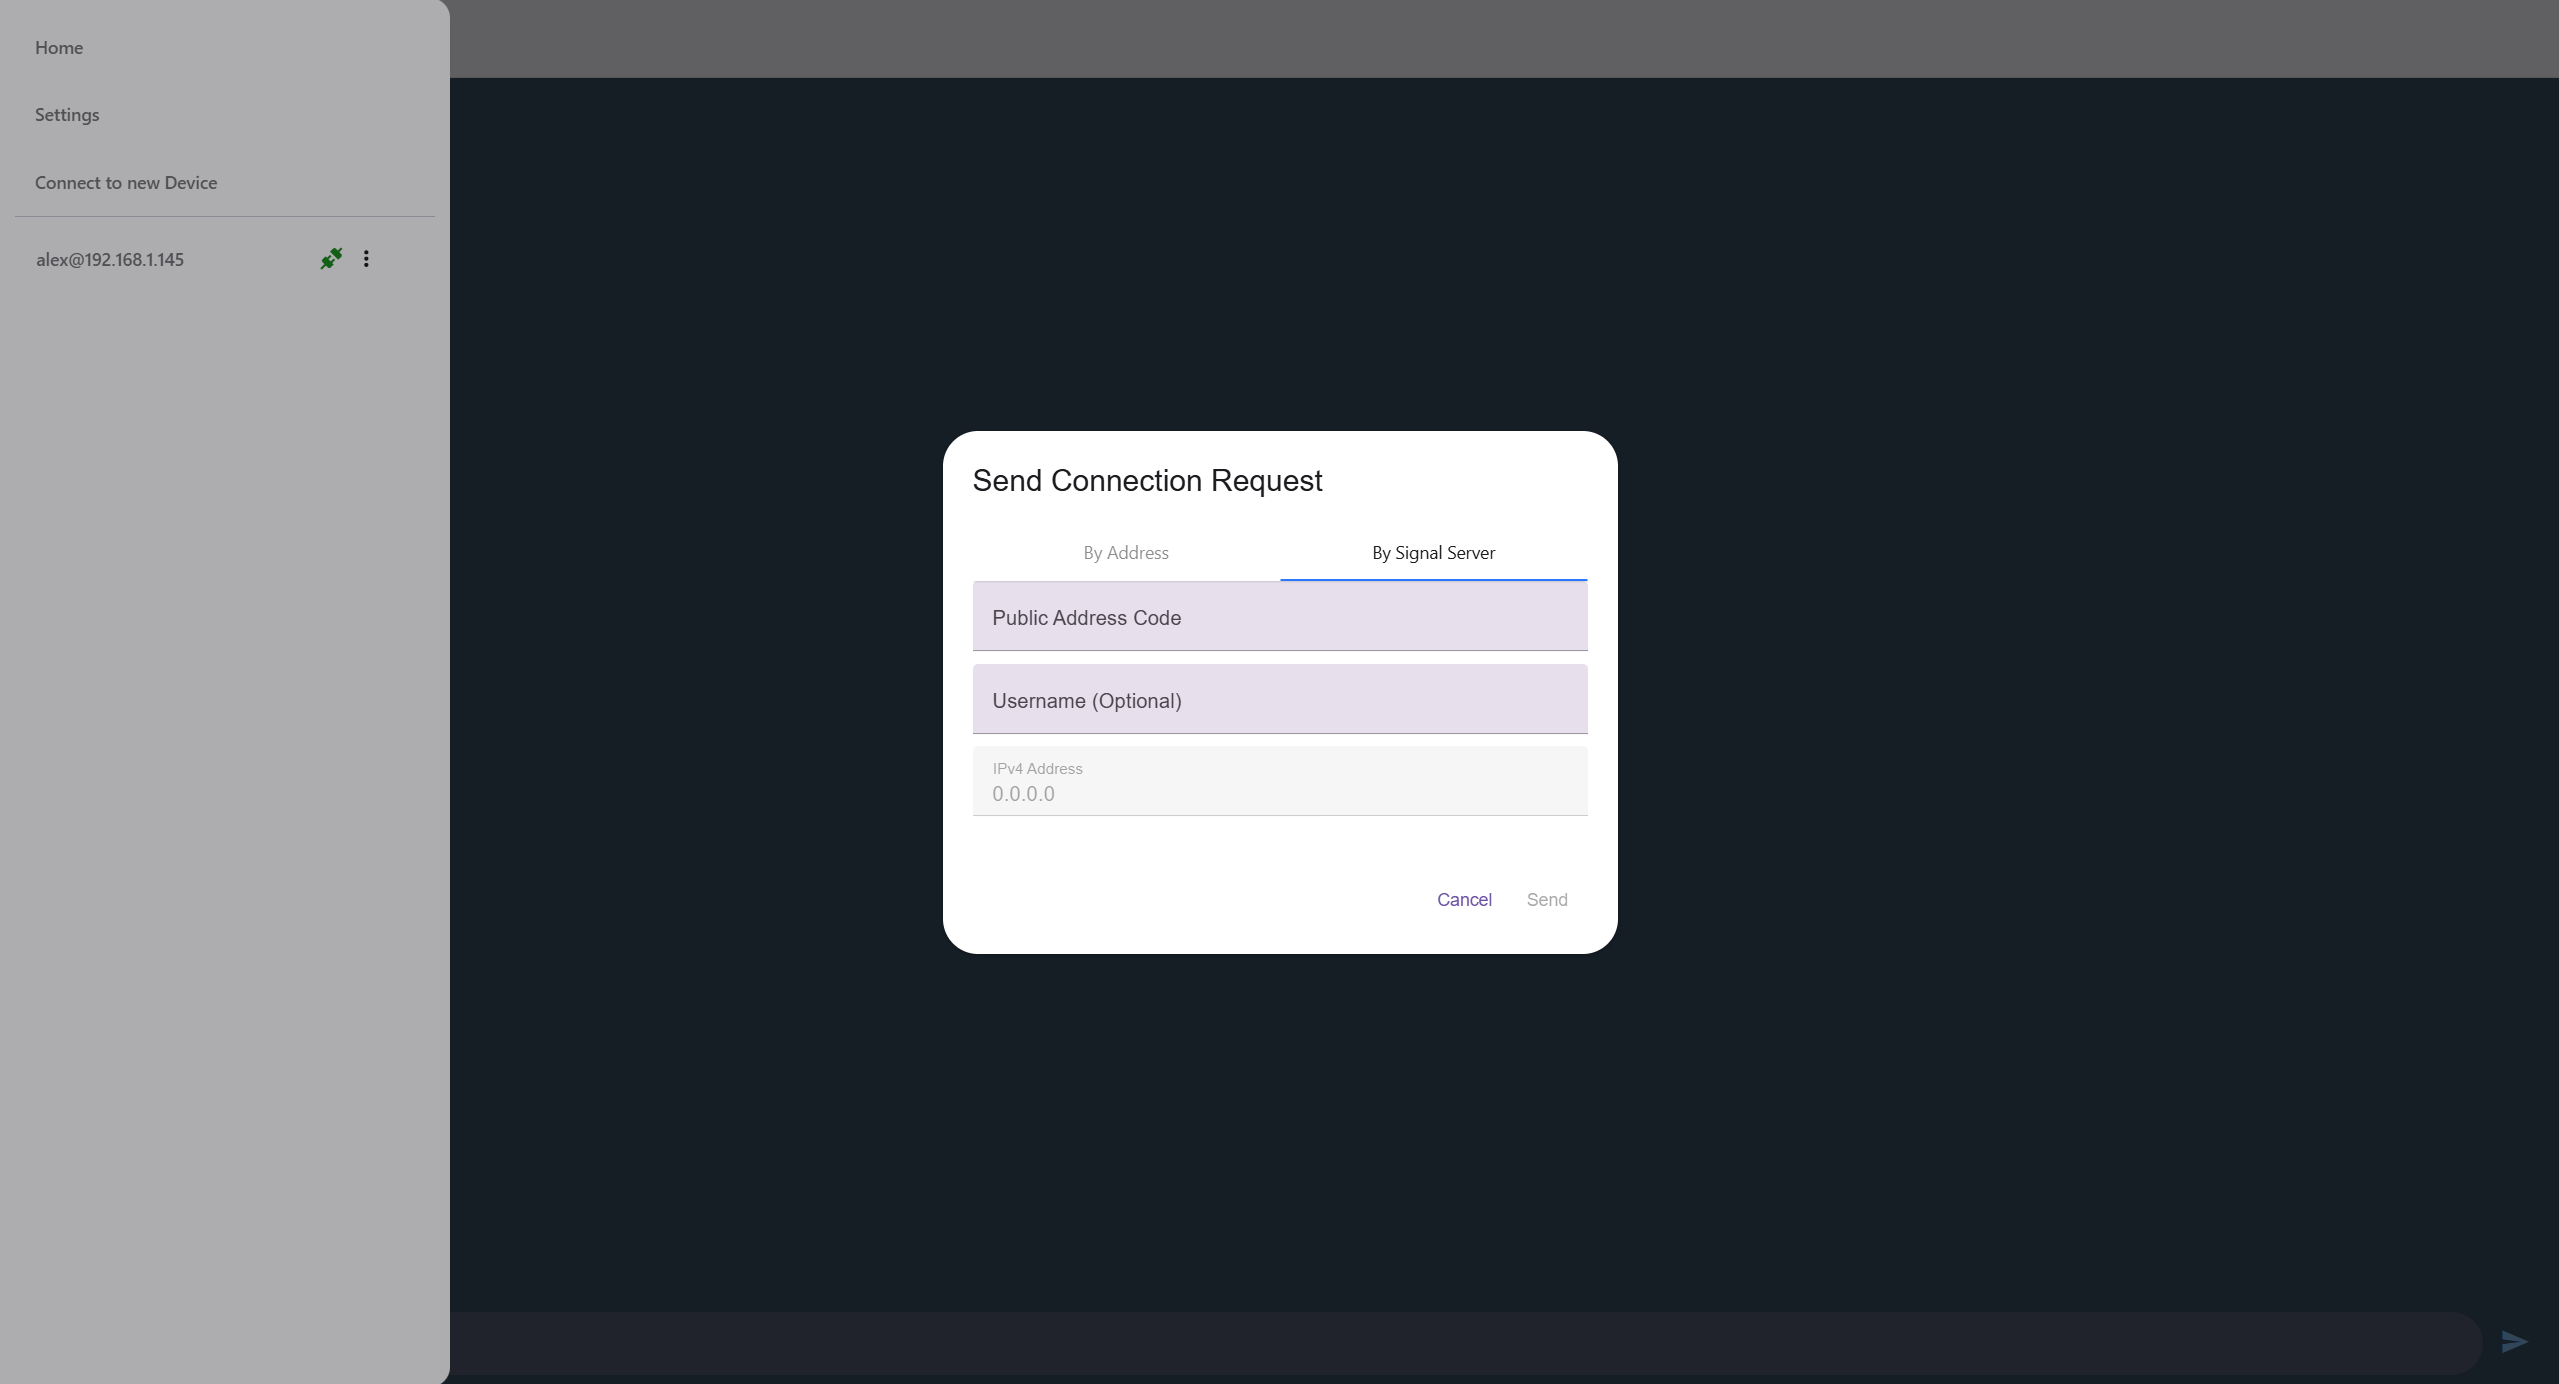 Home
Settings
Connect to new Device
alex@192.168.1.145
Send Connection Request
By Address
By Signal Server
Public Address Code
Username (Optional)
IPv4 Address
0.0.0.0
Cancel
Send